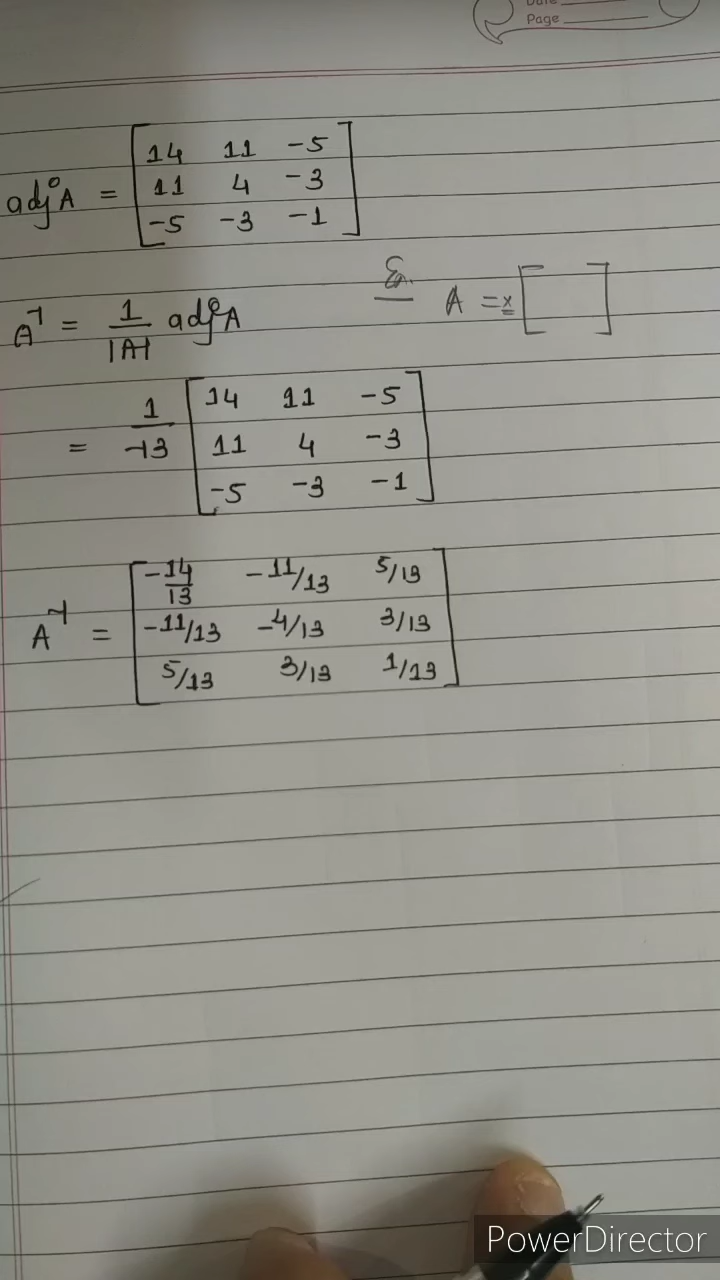 Date
Page
adj A = [ 14 11 -5
11 4 -3
-5 -3 -1 ]
Ex. A = x [ ]
A⁻¹ = 1/|A| adj A
= 1/-13 [ 14 11 -5
11 4 -3
-5 -3 -1 ]
A⁻¹ = [ -14/13 -11/13 5/13
-11/13 -4/13 3/13
5/13 3/13 1/13 ]
PowerDirector